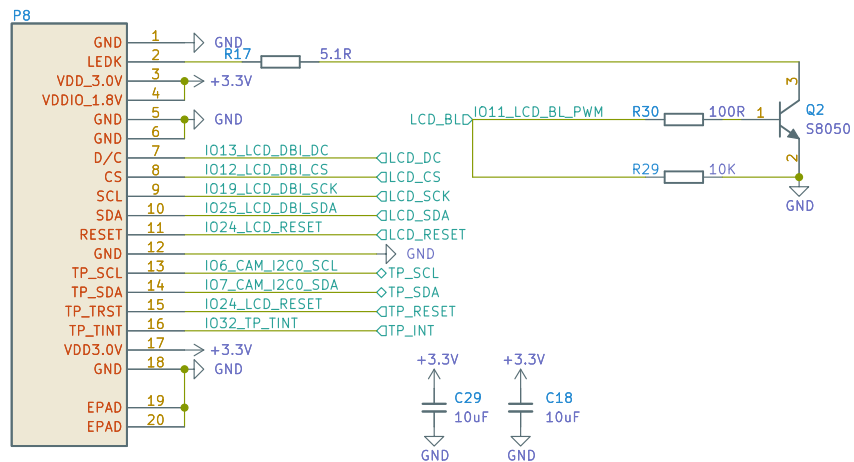 P8
GND 1 GND
LEDK 2 R17 5.1R
VDD_3.0V 3 +3.3V
VDDIO_1.8V 4
GND 5 GND
GND 6
D/C 7 IO13_LCD_DBI_DC LCD_DC
CS 8 IO12_LCD_DBI_CS LCD_CS
SCL 9 IO19_LCD_DBI_SCK LCD_SCK
SDA 10 IO25_LCD_DBI_SDA LCD_SDA
RESET 11 IO24_LCD_RESET LCD_RESET
GND 12 GND
TP_SCL 13 IO6_CAM_I2C0_SCL TP_SCL
TP_SDA 14 IO7_CAM_I2C0_SDA TP_SDA
TP_TRST 15 IO24_LCD_RESET TP_RESET
TP_TINT 16 IO32_TP_TINT TP_INT
VDD3.0V 17 +3.3V
GND 18 GND
EPAD 19
EPAD 20
3
LCD_BL IO11_LCD_BL_PWM R30 100R 1 Q2
S8050
2
R29 10K
GND
+3.3V +3.3V
C29 C18
10uF 10uF
GND GND